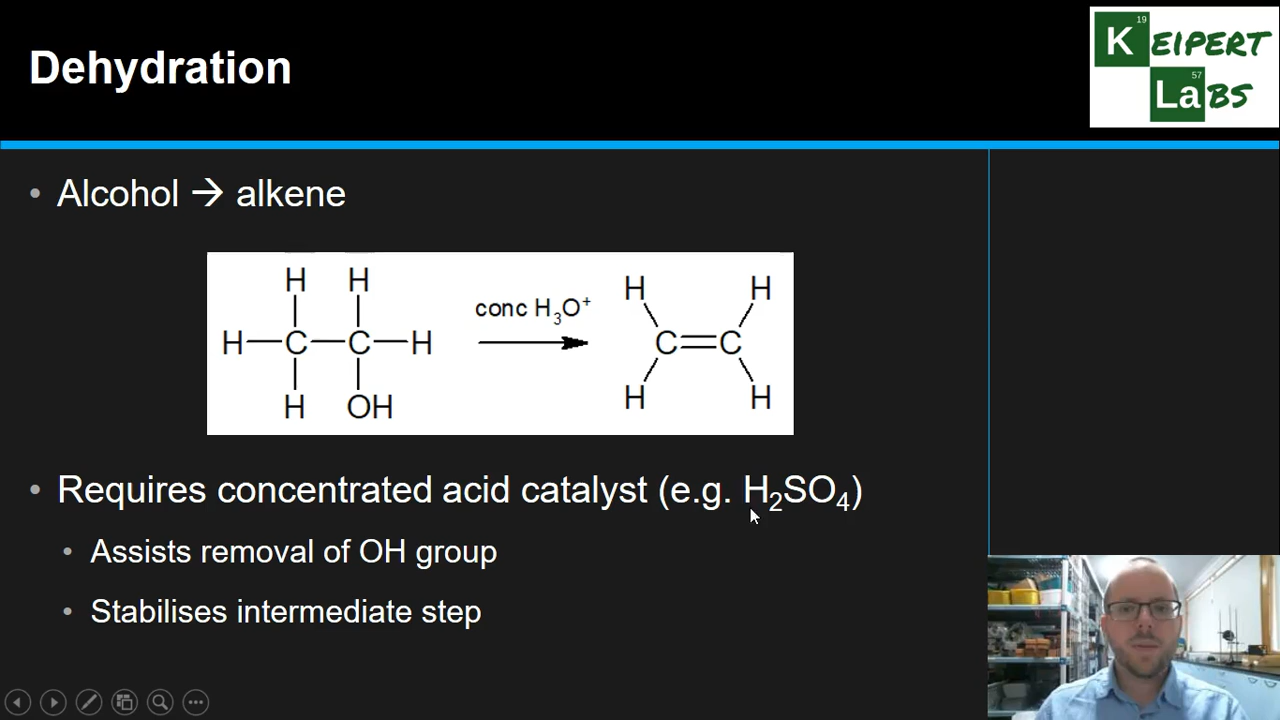 Dehydration
19
K EIPERT
57
La BS
• Alcohol → alkene
H H
H C C H
H OH
conc H₃O⁺
H H
C C
H H
• Requires concentrated acid catalyst (e.g. H₂SO₄)
• Assists removal of OH group
• Stabilises intermediate step